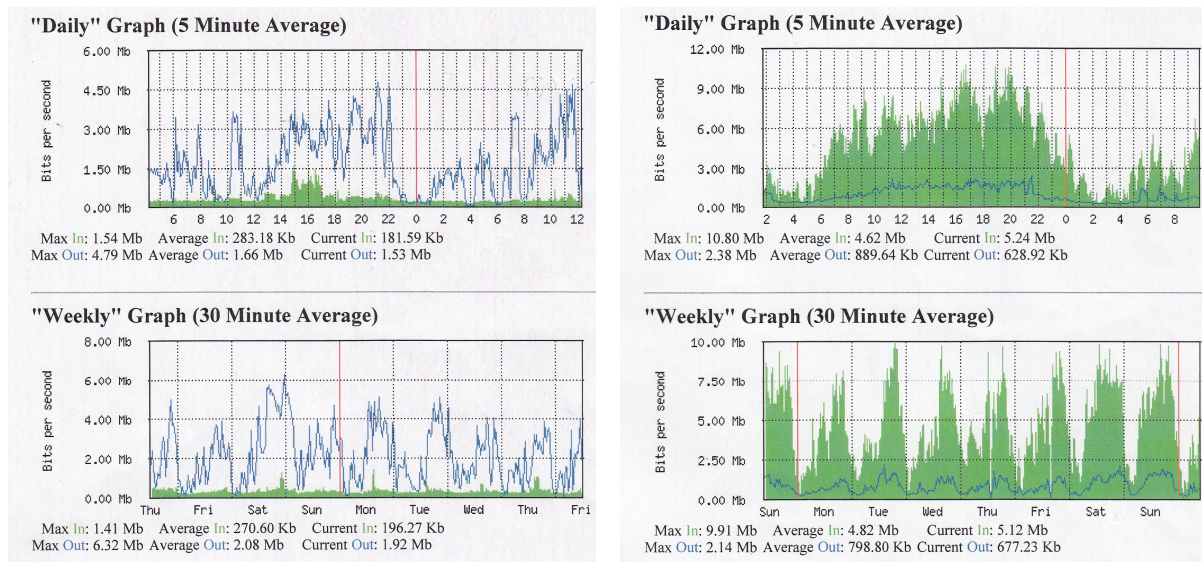 "Daily" Graph (5 Minute Average)
6.00 Mb
4.50 Mb
3.00 Mb
1.50 Mb
0.00 Mb
Bits per second
6 8 10 12 14 16 18 20 22 0 2 4 6 8 10 12
Max In: 1.54 Mb Average In: 283.18 Kb Current In: 181.59 Kb
Max Out: 4.79 Mb Average Out: 1.66 Mb Current Out: 1.53 Mb
"Weekly" Graph (30 Minute Average)
8.00 Mb
6.00 Mb
4.00 Mb
2.00 Mb
0.00 Mb
Bits per second
Thu Fri Sat Sun Mon Tue Wed Thu Fri
Max In: 1.41 Mb Average In: 270.60 Kb Current In: 196.27 Kb
Max Out: 6.32 Mb Average Out: 2.08 Mb Current Out: 1.92 Mb
"Daily" Graph (5 Minute Average)
12.00 Mb
9.00 Mb
6.00 Mb
3.00 Mb
0.00 Mb
Bits per second
2 4 6 8 10 12 14 16 18 20 22 0 2 4 6 8
Max In: 10.80 Mb Average In: 4.62 Mb Current In: 5.24 Mb
Max Out: 2.38 Mb Average Out: 889.64 Kb Current Out: 628.92 Kb
"Weekly" Graph (30 Minute Average)
10.00 Mb
7.50 Mb
5.00 Mb
2.50 Mb
0.00 Mb
Bits per second
Sun Mon Tue Wed Thu Fri Sat Sun
Max In: 9.91 Mb Average In: 4.82 Mb Current In: 5.12 Mb
Max Out: 2.14 Mb Average Out: 798.80 Kb Current Out: 677.23 Kb